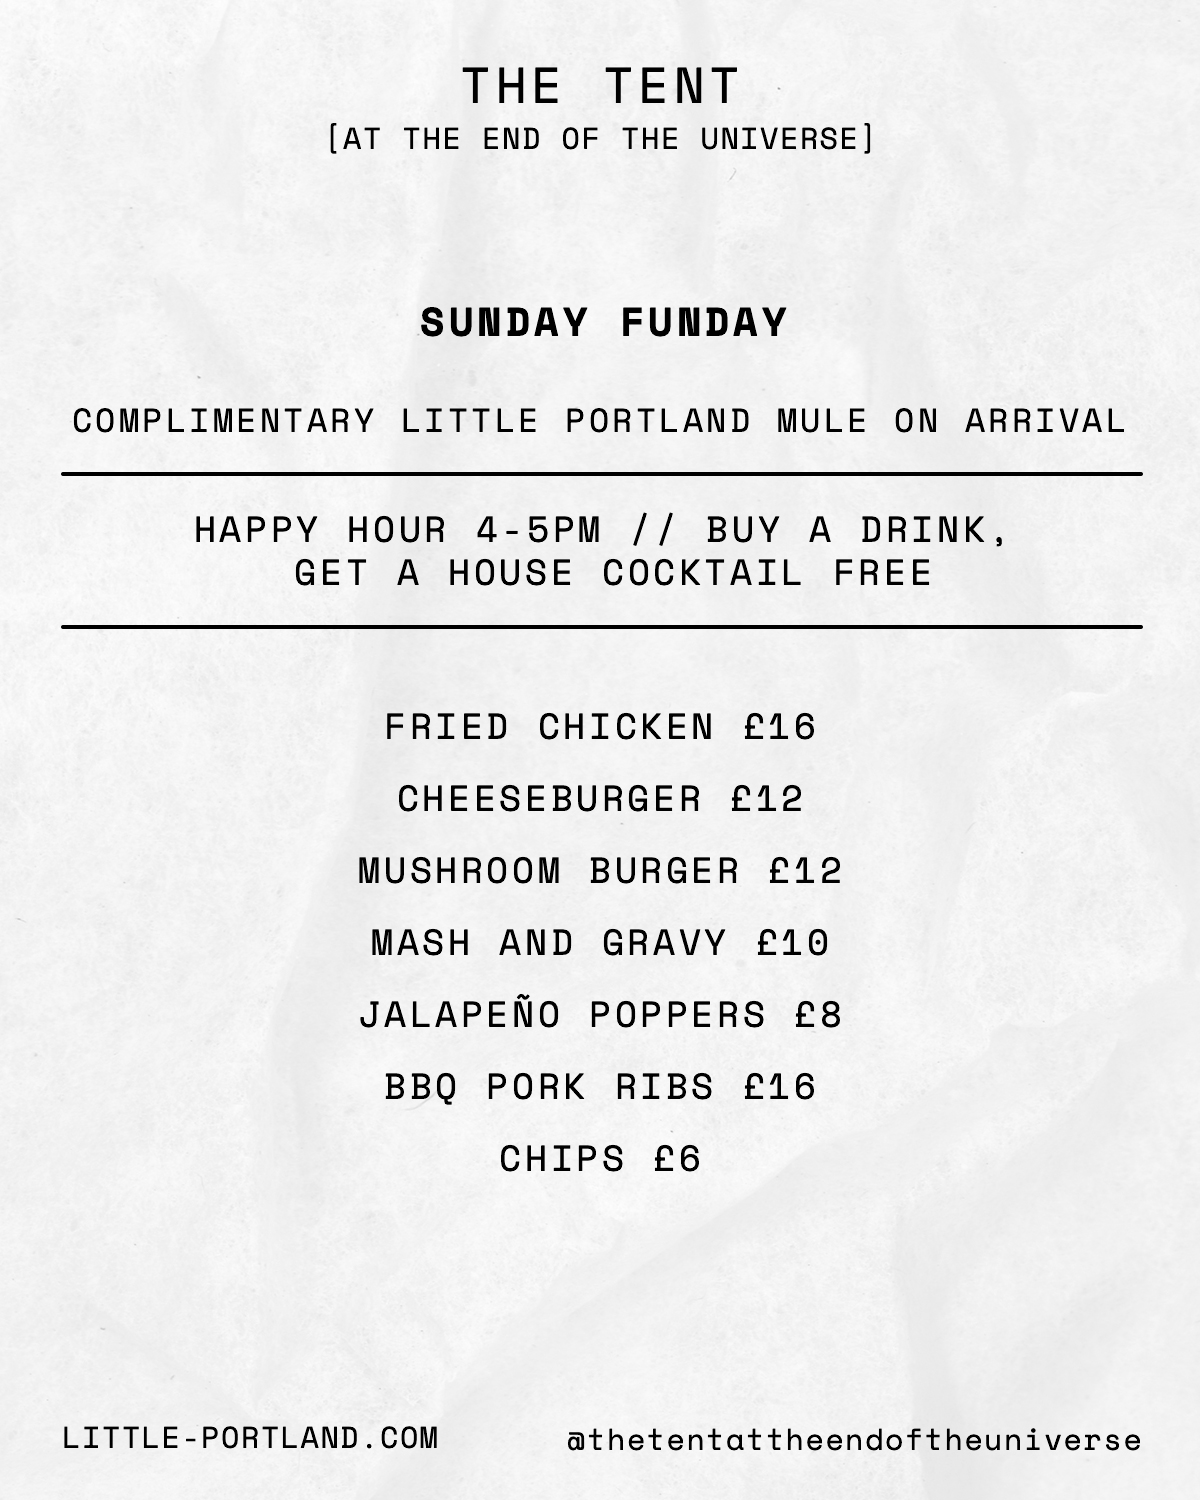 THE TENT
[AT THE END OF THE UNIVERSE]
SUNDAY FUNDAY
COMPLIMENTARY LITTLE PORTLAND MULE ON ARRIVAL
HAPPY HOUR 4-5PM // BUY A DRINK,
GET A HOUSE COCKTAIL FREE
FRIED CHICKEN £16
CHEESEBURGER £12
MUSHROOM BURGER £12
MASH AND GRAVY £10
JALAPEÑO POPPERS £8
BBQ PORK RIBS £16
CHIPS £6
LITTLE-PORTLAND.COM
@thetentattheendoftheuniverse